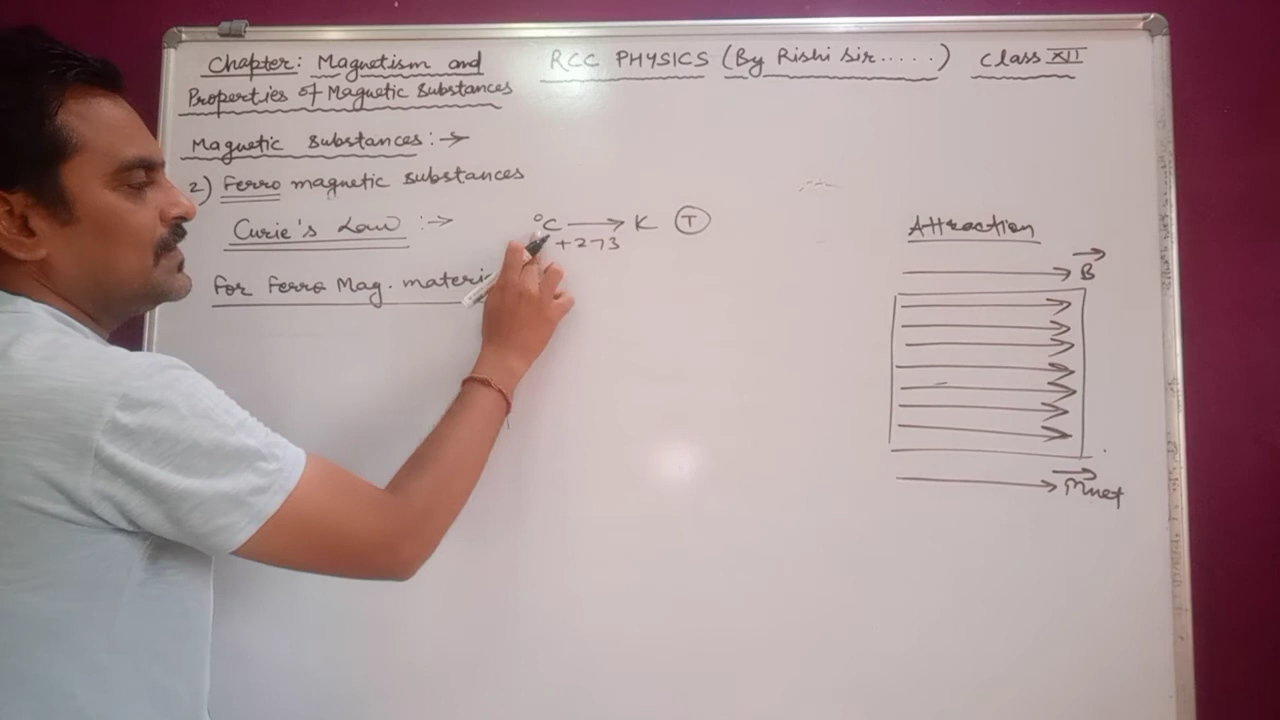 Chapter: Magnetism and
Properties of Magnetic Substances
RCC PHYSICS (By Rishi Sir.....) Class XII
Magnetic Substances :→
2) Ferro magnetic substances
Curie's Law :→
°C → K T
+273
For Ferro Mag. materi
Attraction
B
Mnet